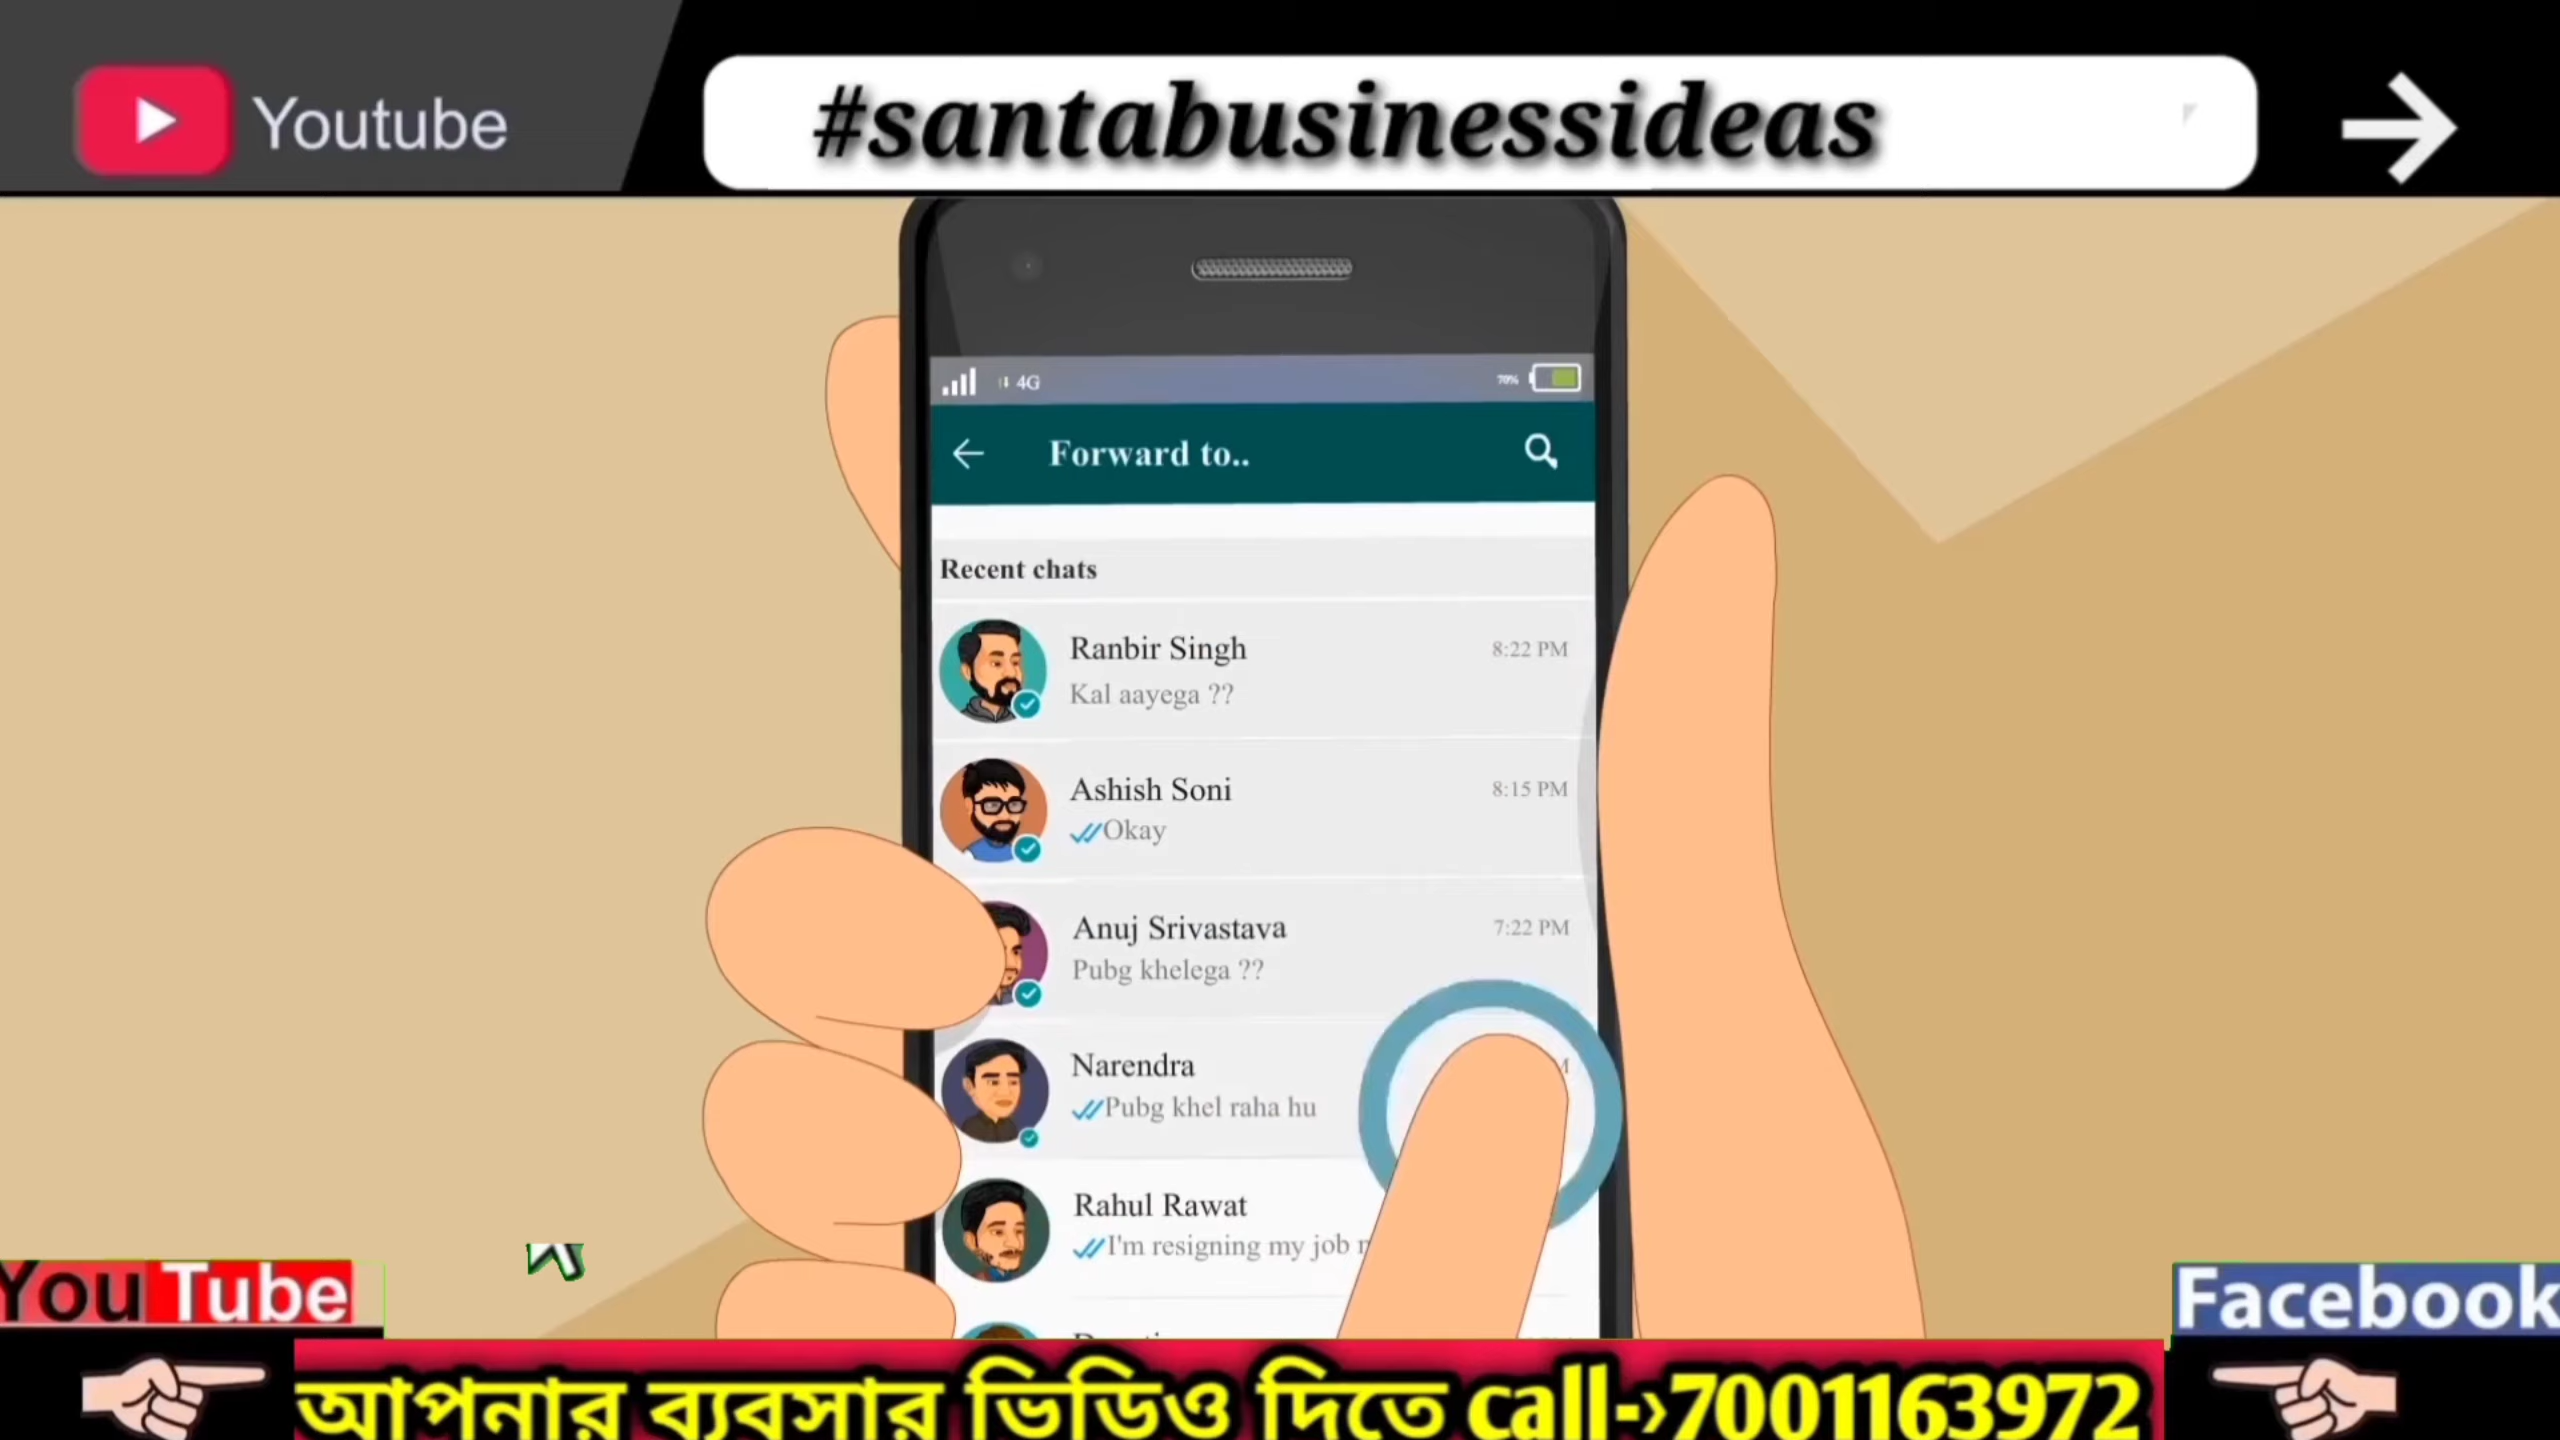 Youtube
#santabusinessideas
4G
70%
Forward to..
Recent chats
Ranbir Singh
8:22 PM
Kal aayega ??
Ashish Soni
8:15 PM
Okay
Anuj Srivastava
7:22 PM
Pubg khelega ??
Narendra
Pubg khel raha hu
Rahul Rawat
I'm resigning my job
YouTube
Facebook
আপনার ব্যবসার ভিডিও দিতে call->7001163972